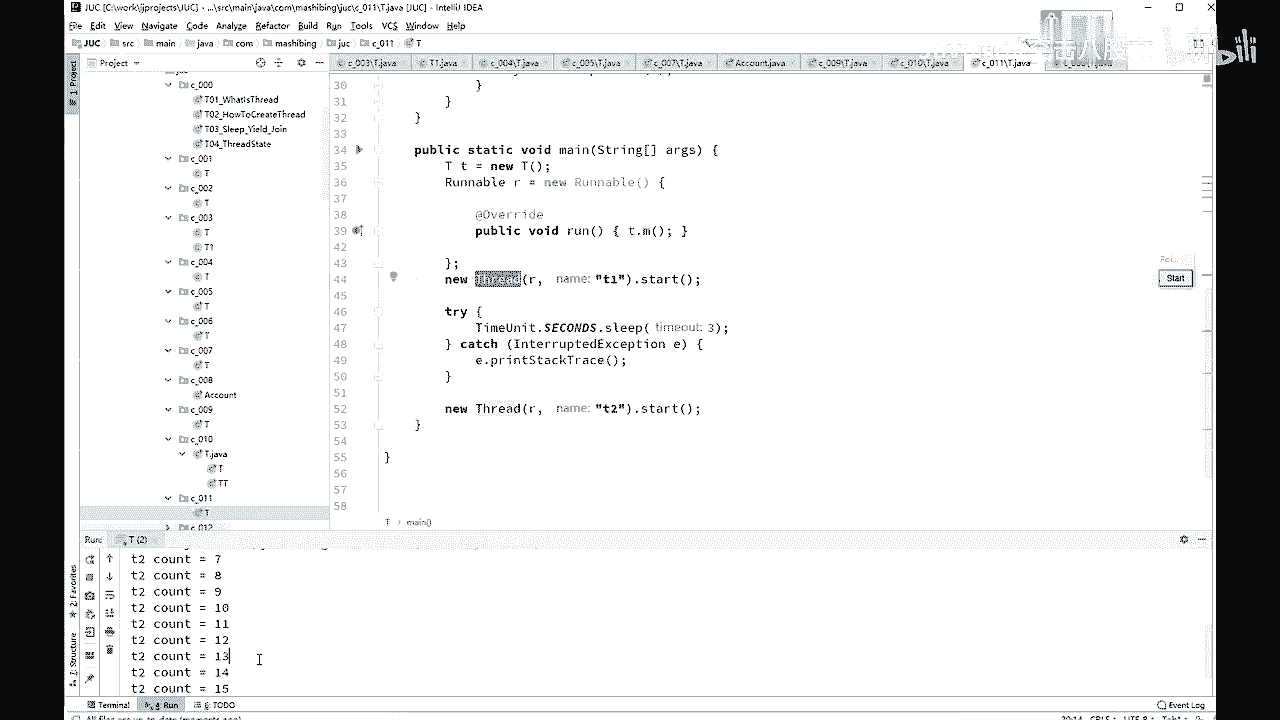 JUC [C:\work\ijprojects\JUC] - ...\src\main\java\com\mashibing\juc\c_011\T.java [JUC] - IntelliJ IDEA
File Edit View Navigate Code Analyze Refactor Build Run Tools VCS Window Help
JUC src main java com mashibing juc c_011 T
Project
T1.java c_004\T.java c_005\T.java c_007\T.java Account.java c_009\T.java c_010\T.java c_011\T.java
1: Project
c_000
T01_WhatIsThread
T02_HowToCreateThread
T03_Sleep_Yield_Join
T04_ThreadState
c_001
T
c_002
T
c_003
T
T1
c_004
T
c_005
T
c_006
T
c_007
T
c_008
Account
c_009
T
c_010
T.java
T
TT
c_011
T
c_012
30 }
31 }
32 }
33
34 public static void main(String[] args) {
35 T t = new T();
36 Runnable r = new Runnable() {
37
38 @Override
39 public void run() { t.m(); }
42
43 };
44 new Thread(r, name: "t1").start();
45
46 try {
47 TimeUnit.SECONDS.sleep( timeout: 3);
48 } catch (InterruptedException e) {
49 e.printStackTrace();
50 }
51
52 new Thread(r, name: "t2").start();
53 }
54
55 }
56
57
58
Poi...
Start
T › main()
Run: T (2)
t2 count = 7
t2 count = 8
t2 count = 9
t2 count = 10
t2 count = 11
t2 count = 12
t2 count = 13
t2 count = 14
t2 count = 15
2: Favorites
7: Structure
Terminal 4: Run 6: TODO
Event Log